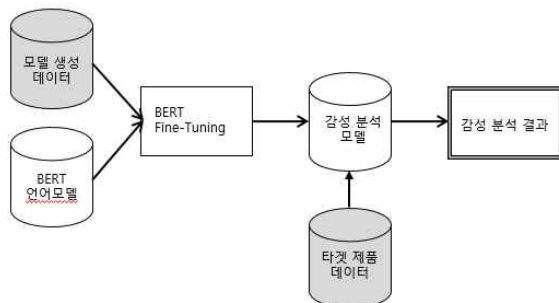 모델 생성
데이터
BERT
Fine-Tuning
감성 분석
모델
감성 분석 결과
BERT
언어모델
타겟 제품
데이터